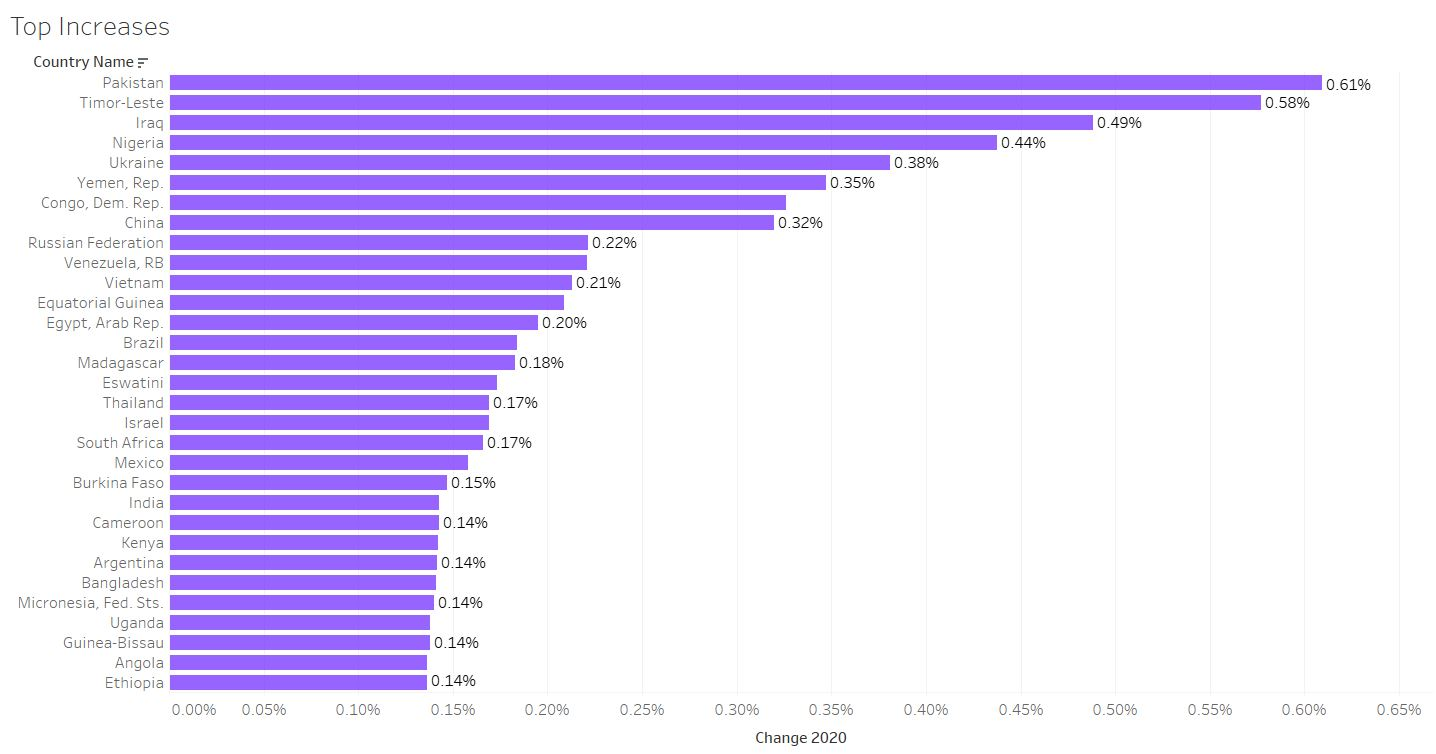 Top Increases
Country Name
Pakistan 0.61%
Timor-Leste 0.58%
Iraq 0.49%
Nigeria 0.44%
Ukraine 0.38%
Yemen, Rep. 0.35%
Congo, Dem. Rep.
China 0.32%
Russian Federation 0.22%
Venezuela, RB
Vietnam 0.21%
Equatorial Guinea
Egypt, Arab Rep. 0.20%
Brazil
Madagascar 0.18%
Eswatini
Thailand 0.17%
Israel
South Africa 0.17%
Mexico
Burkina Faso 0.15%
India
Cameroon 0.14%
Kenya
Argentina 0.14%
Bangladesh
Micronesia, Fed. Sts. 0.14%
Uganda
Guinea-Bissau 0.14%
Angola
Ethiopia 0.14%
0.00% 0.05% 0.10% 0.15% 0.20% 0.25% 0.30% 0.35% 0.40% 0.45% 0.50% 0.55% 0.60% 0.65%
Change 2020